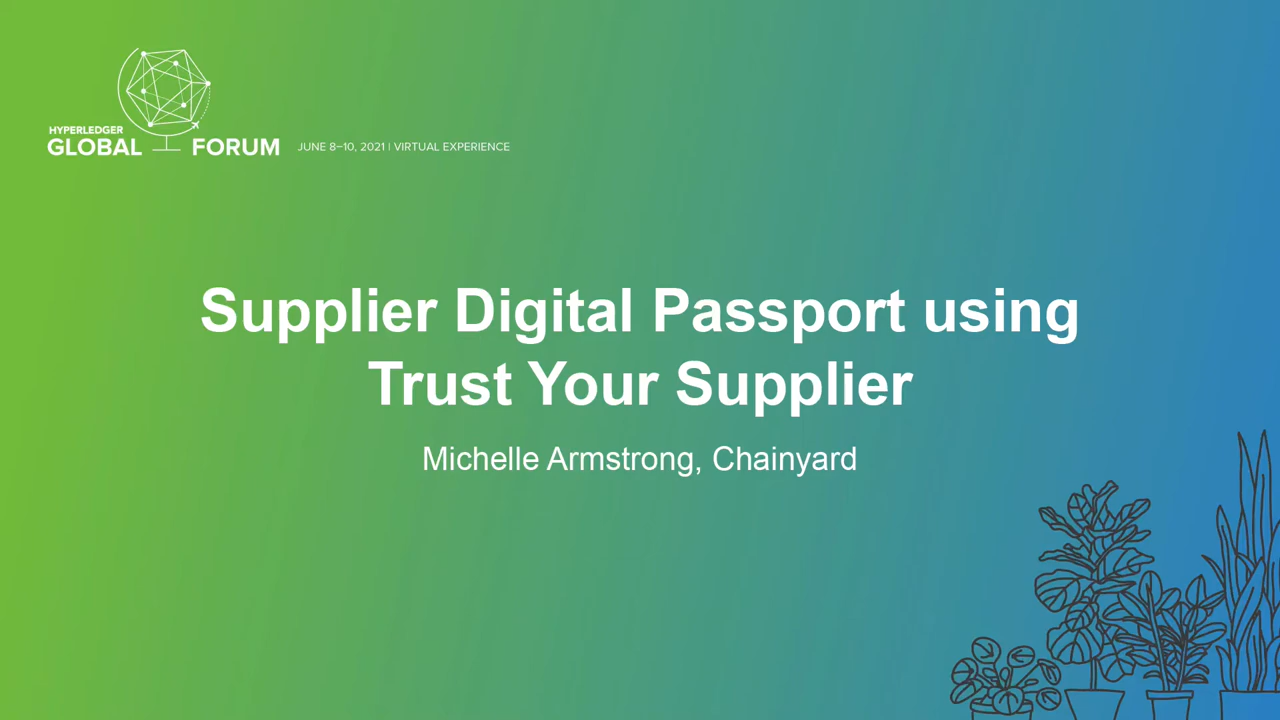 HYPERLEDGER
GLOBAL FORUM
JUNE 8–10, 2021 | VIRTUAL EXPERIENCE
Supplier Digital Passport using
Trust Your Supplier
Michelle Armstrong, Chainyard